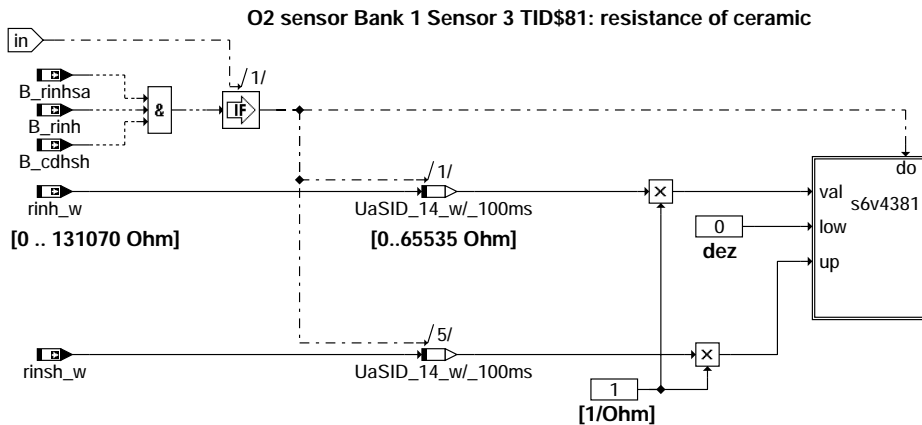 O2 sensor Bank 1 Sensor 3 TID$81: resistance of ceramic
in
/1/
B_rinhsa
&
IF
B_rinh
B_cdhsh
do
/1/
rinh_w
UaSID_14_w/_100ms
×
val
s6v4381
[0 .. 131070 Ohm]
[0..65535 Ohm]
0
low
dez
up
/5/
rinsh_w
UaSID_14_w/_100ms
×
1
[1/Ohm]